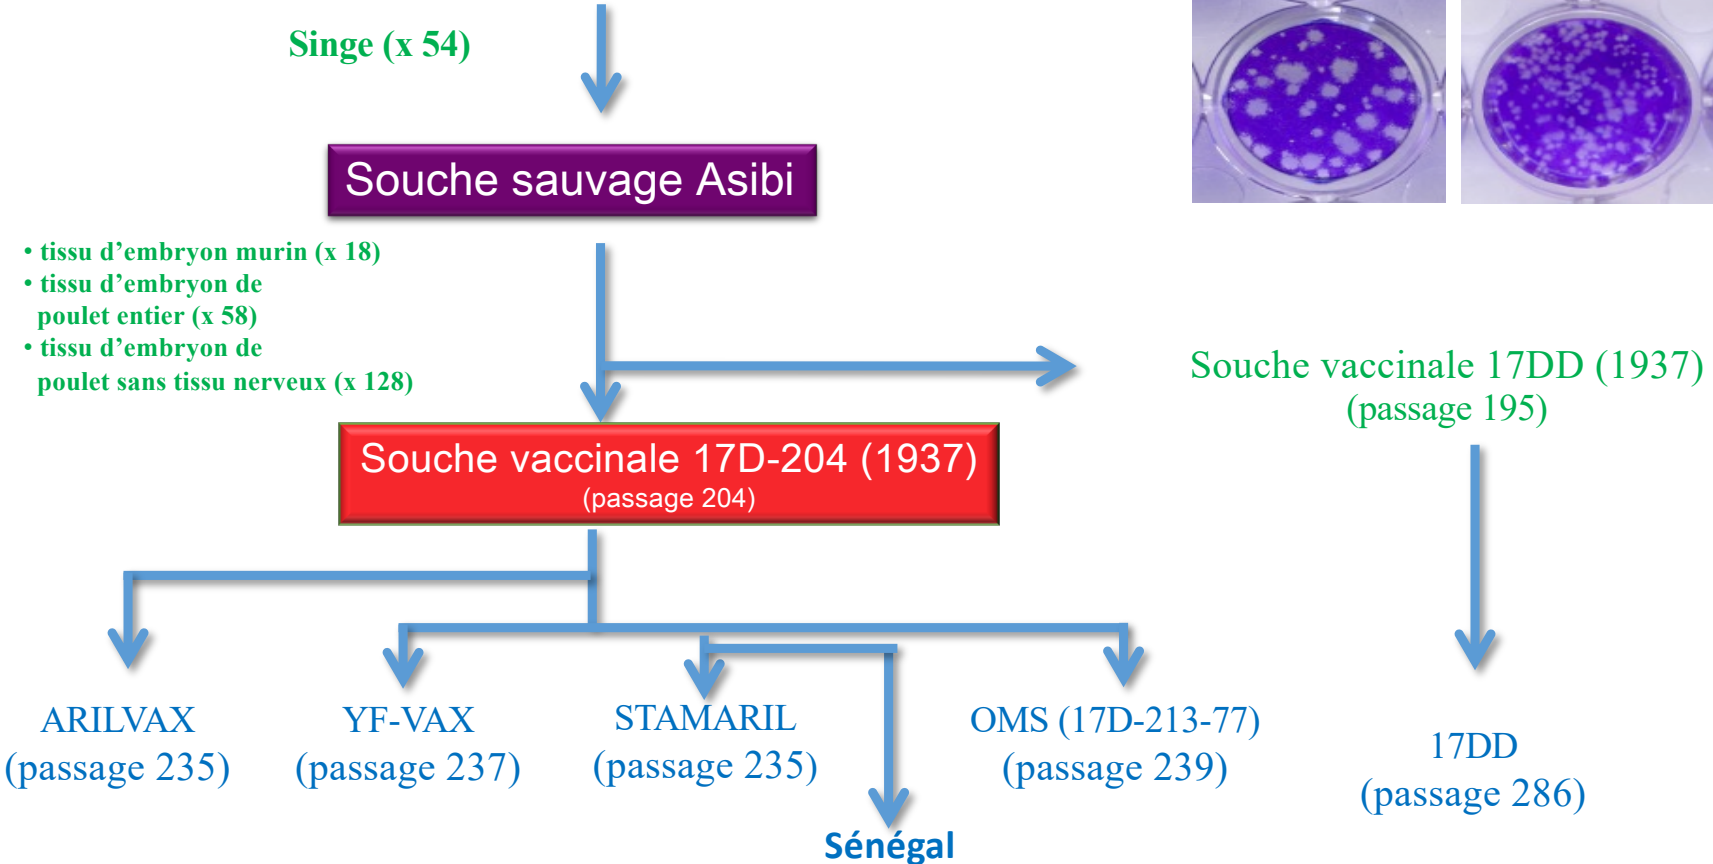 Singe (x 54)
Souche sauvage Asibi
• tissu d’embryon murin (x 18)
• tissu d’embryon de
poulet entier (x 58)
• tissu d’embryon de
poulet sans tissu nerveux (x 128)
Souche vaccinale 17DD (1937)
(passage 195)
Souche vaccinale 17D-204 (1937)
(passage 204)
ARILVAX
(passage 235)
YF-VAX
(passage 237)
STAMARIL
(passage 235)
OMS (17D-213-77)
(passage 239)
17DD
(passage 286)
Sénégal